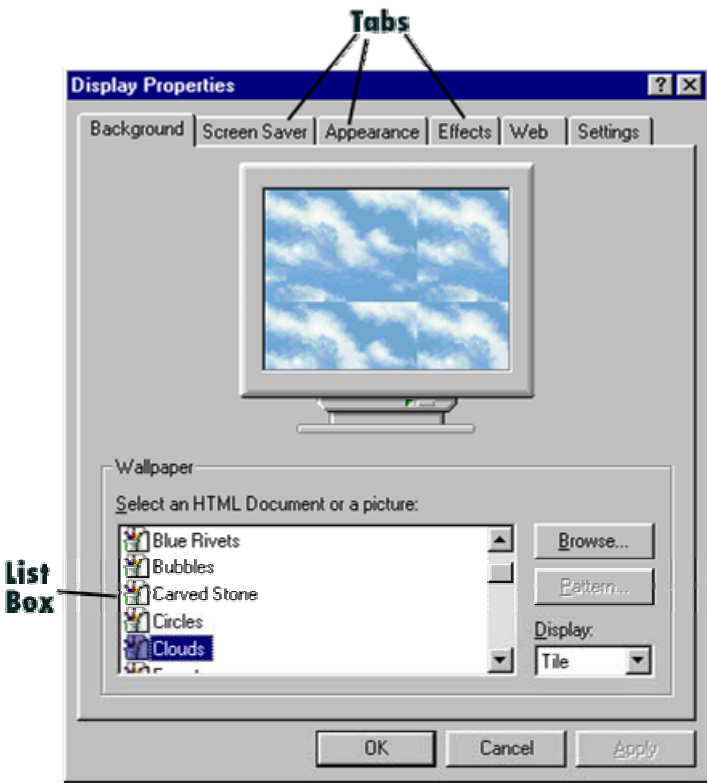 Tabs
Display Properties
Background Screen Saver Appearance Effects Web Settings
Wallpaper
Select an HTML Document or a picture:
Blue Rivets
Bubbles
Carved Stone
Circles
Clouds
Browse...
Pattern...
Display:
Tile
List
Box
OK Cancel Apply